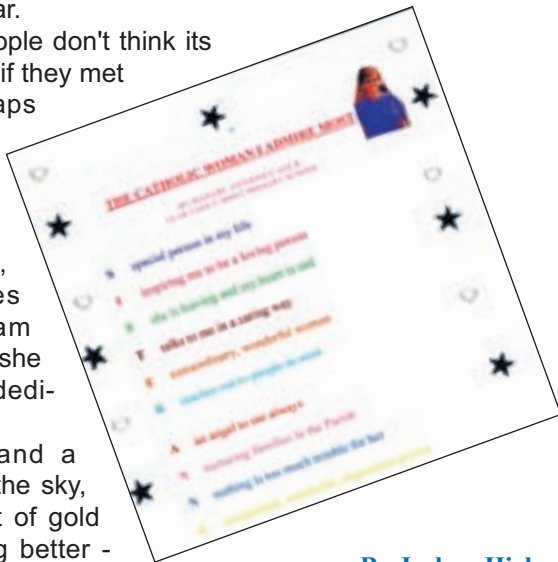 ar.
ople don't think its
if they met
aps
,
es
am
she
dedi-
and a
the sky,
t of gold
g better -
THE CATHOLIC WOMAN I ADMIRE MOST
S special person in my life
I inspiring me to be a loving person
S she is leaving and my heart is sad
T talks to me in a caring way
E extraordinary, wonderful woman
R reaches out to people in need
A an angel to me always
N nurturing families in the Parish
N nothing is too much trouble for her
By